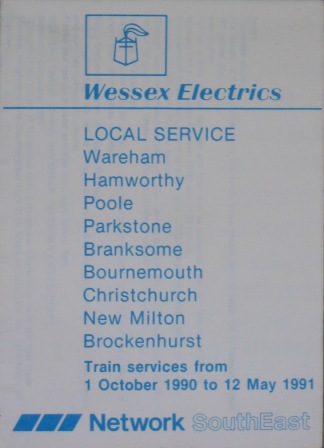 Wessex Electrics
LOCAL SERVICE
Wareham
Hamworthy
Poole
Parkstone
Branksome
Bournemouth
Christchurch
New Milton
Brockenhurst
Train services from
1 October 1990 to 12 May 1991
Network SouthEast